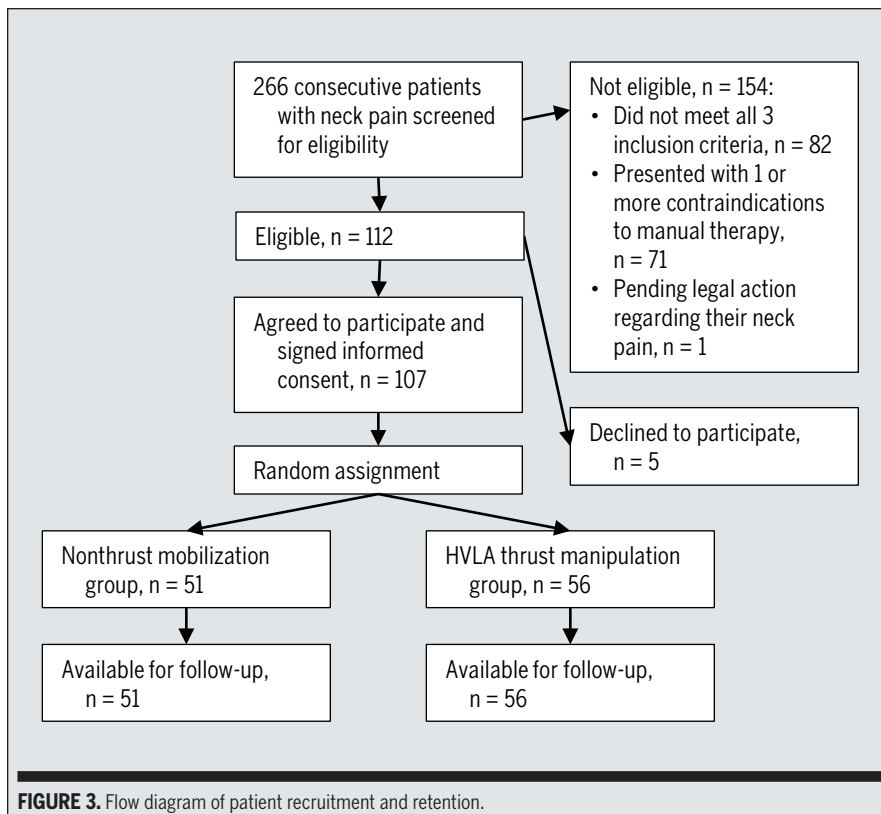 266 consecutive patients
with neck pain screened
for eligibility
Not eligible, n = 154:
• Did not meet all 3
inclusion criteria, n = 82
• Presented with 1 or
more contraindications
to manual therapy,
n = 71
• Pending legal action
regarding their neck
pain, n = 1
Eligible, n = 112
Agreed to participate and
signed informed
consent, n = 107
Declined to participate,
n = 5
Random assignment
Nonthrust mobilization
group, n = 51
HVLA thrust manipulation
group, n = 56
Available for follow-up,
n = 51
Available for follow-up,
n = 56
FIGURE 3. Flow diagram of patient recruitment and retention.